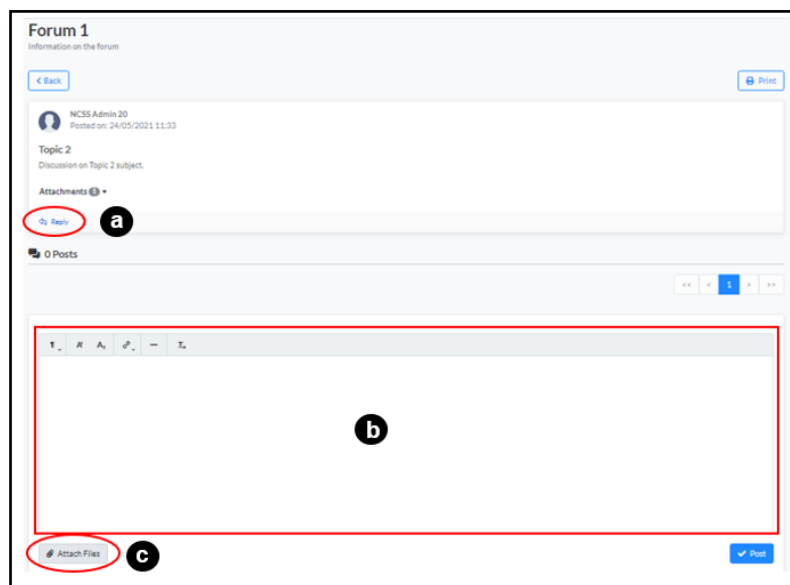 Forum 1
Information on the forum
< Back
Print
NCSS Admin 20
Posted on: 24/05/2021 11:33
Topic 2
Discussion on Topic 2 subject.
Attachments
Reply
a
0 Posts
<< < 1 > >>
b
Attach Files
c
Post